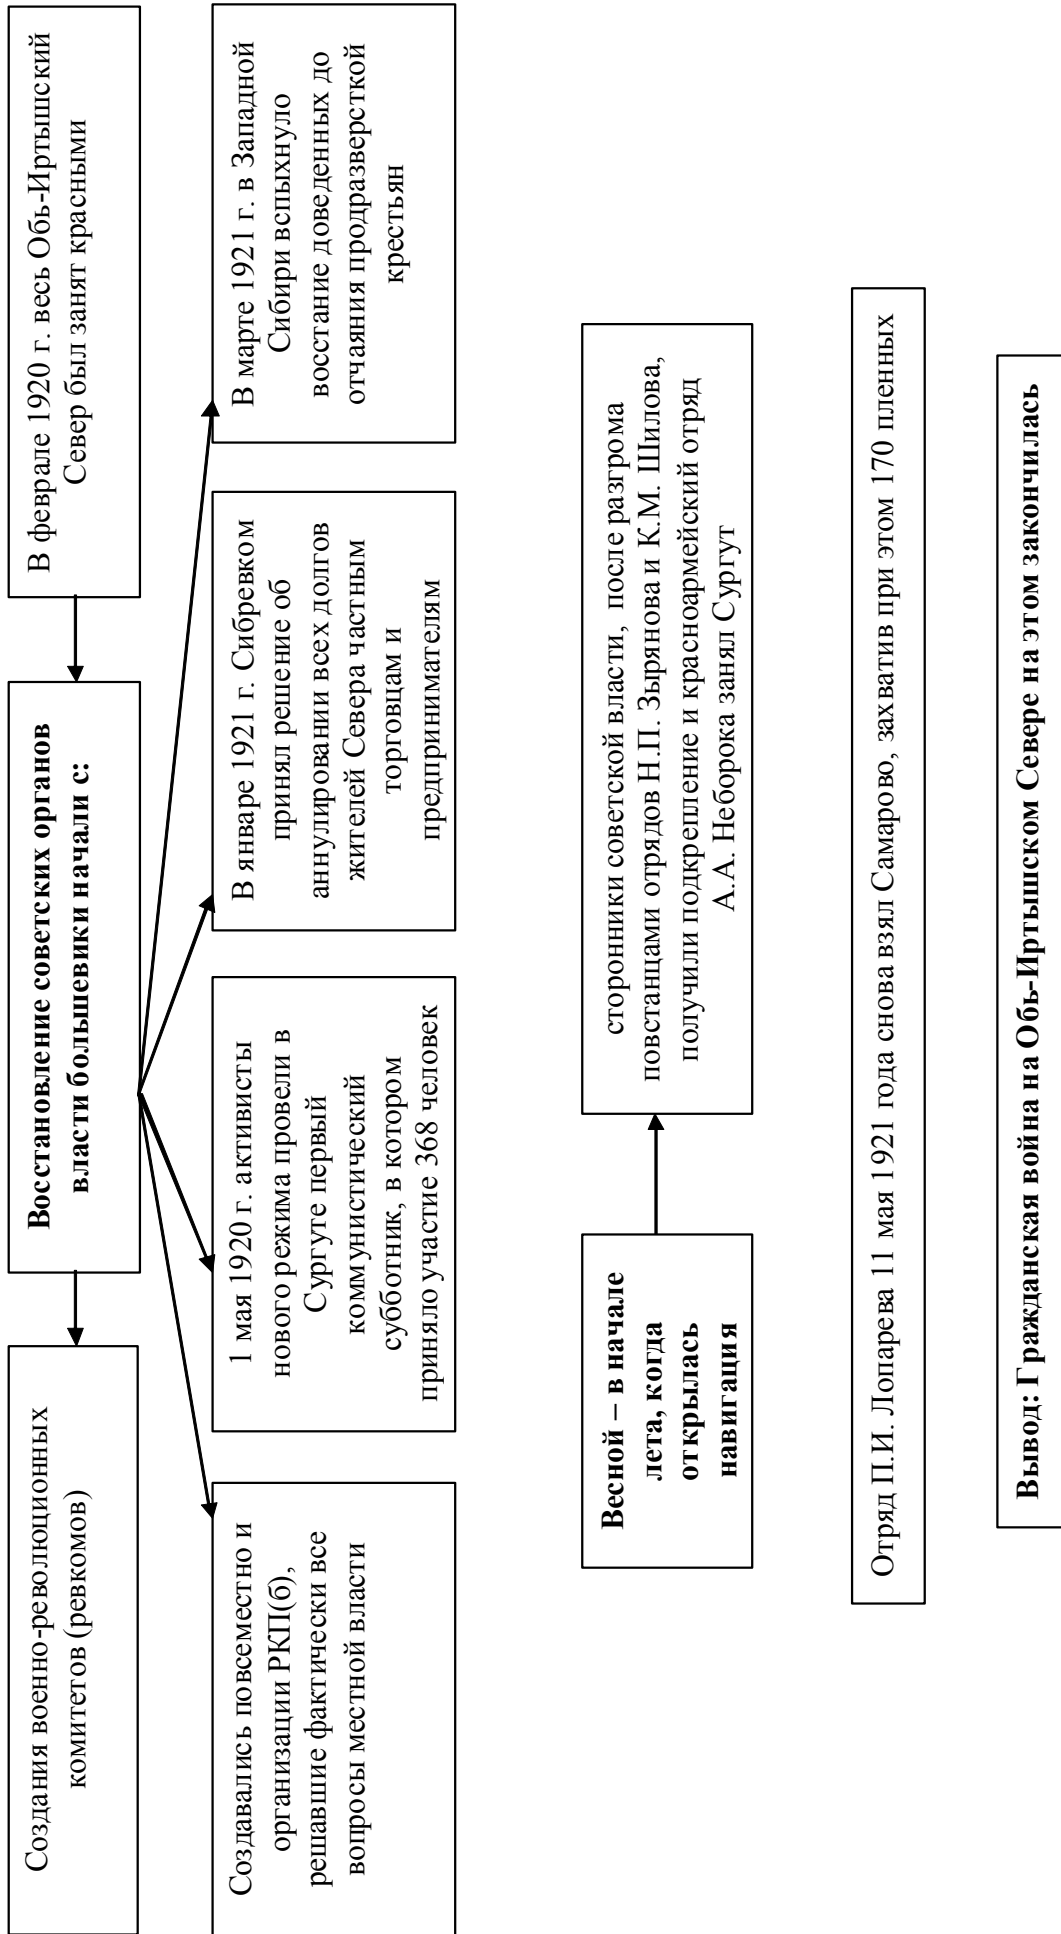 Создания военно-революционных
комитетов (ревкомов)
Восстановление советских органов
власти большевики начали с:
В феврале 1920 г. весь Обь-Иртышский
Север был занят красными
Создавались повсеместно и
организации РКП(б),
решавшие фактически все
вопросы местной власти
1 мая 1920 г. активисты
нового режима провели в
Сургуте первый
коммунистический
субботник, в котором
приняло участие 368 человек
В январе 1921 г. Сибревком
принял решение об
аннулировании всех долгов
жителей Севера частным
торговцам и
предпринимателям
В марте 1921 г. в Западной
Сибири вспыхнуло
восстание доведенных до
отчаяния продразверсткой
крестьян
Весной – в начале
лета, когда
открылась
навигация
сторонники советской власти, после разгрома
повстанцами отрядов Н.П. Зырянова и К.М. Шилова,
получили подкрепление и красноармейский отряд
А.А. Неборока занял Сургут
Отряд П.И. Лопарева 11 мая 1921 года снова взял Самарово, захватив при этом 170 пленных
Вывод: Гражданская война на Обь-Иртышском Севере на этом закончилась